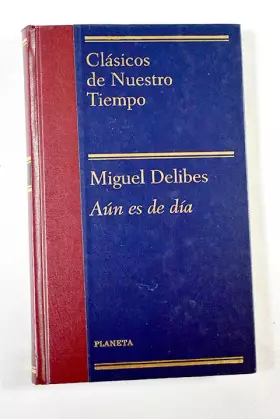 Clásicos
de Nuestro
Tiempo
Miguel Delibes
Aún es de día
PLANETA